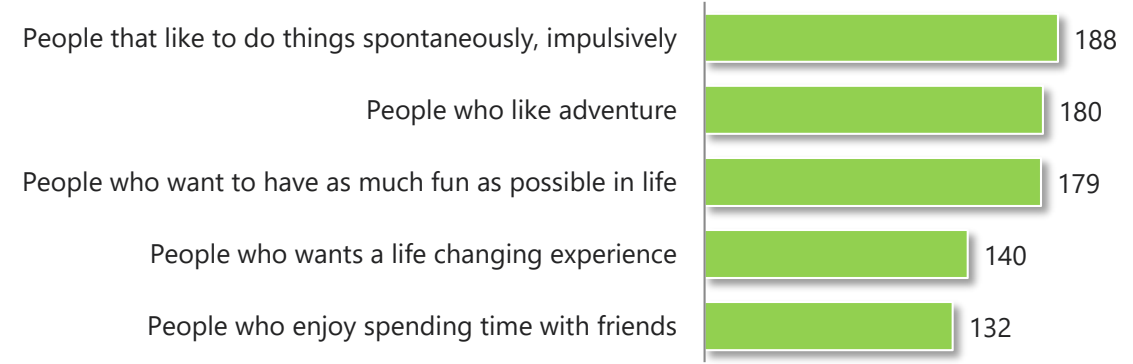 People that like to do things spontaneously, impulsively 188
People who like adventure 180
People who want to have as much fun as possible in life 179
People who wants a life changing experience 140
People who enjoy spending time with friends 132